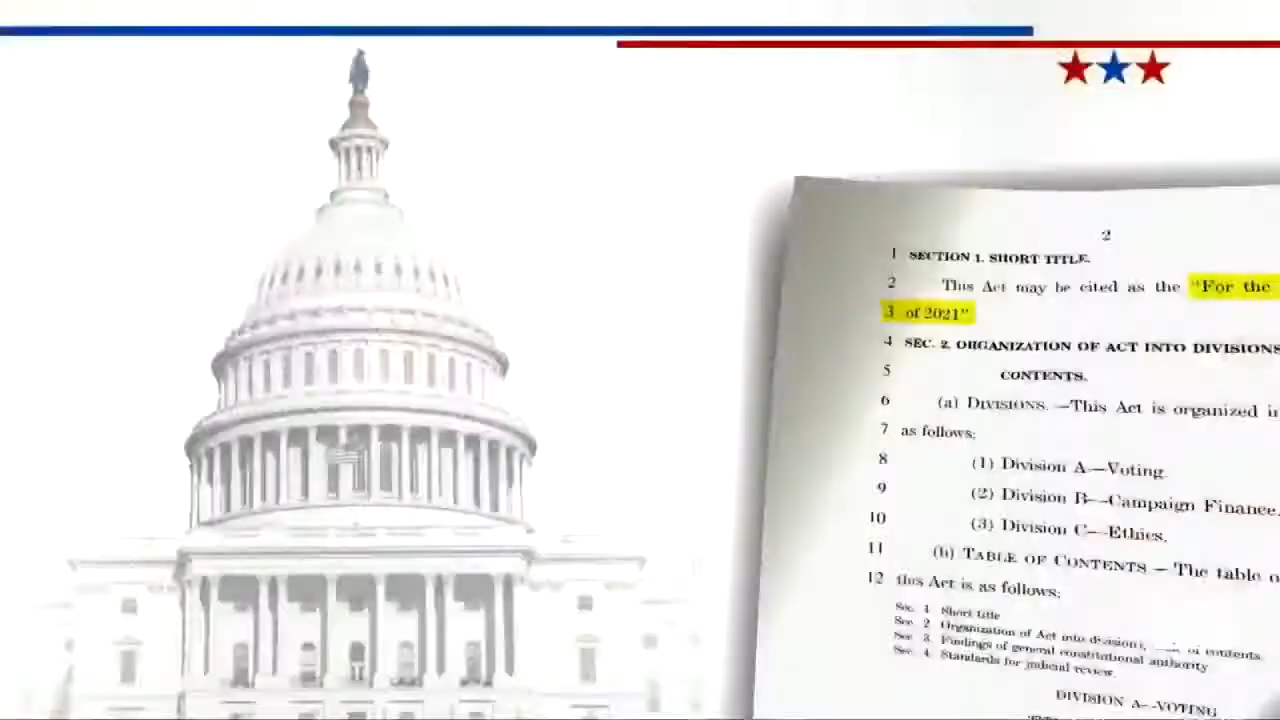 2
1 SECTION 1. SHORT TITLE.
2 This Act may be cited as the "For the
3 of 2021"
4 SEC. 2. ORGANIZATION OF ACT INTO DIVISIONS
5 CONTENTS.
6 (a) DIVISIONS.—This Act is organized
7 as follows:
8 (1) Division A—Voting.
9 (2) Division B—Campaign Finance.
10 (3) Division C—Ethics.
11 (b) TABLE OF CONTENTS.—The table
12 this Act is as follows:
Sec. 1. Short title
Sec. 2. Organization of Act into divisions; of contents.
Sec. 3. Findings of general constitutional authority
Sec. 4. Standards for judicial review.
DIVISION A—VOTING